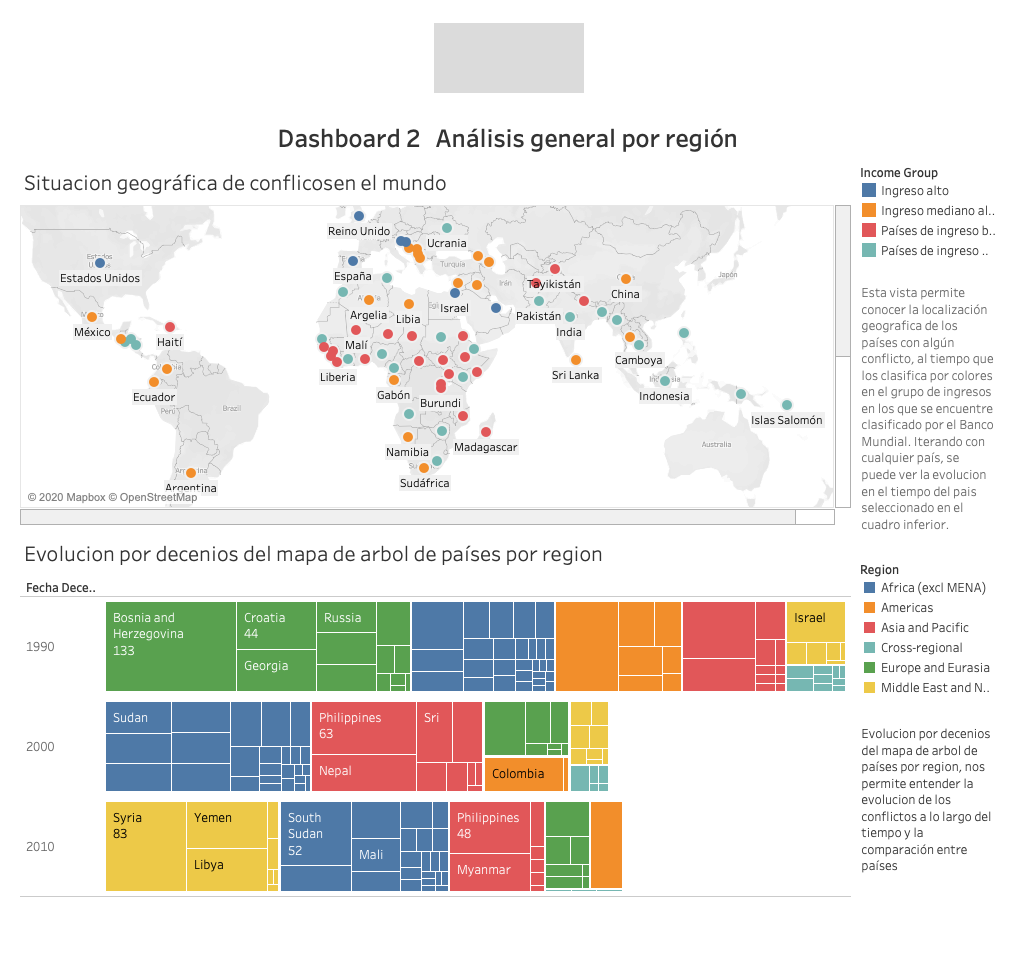 Dashboard 2 Análisis general por región
Situacion geográfica de conflicosen el mundo
Reino Unido
Ucrania
Estados Unidos
España
Turquía
Tayikistán
Irán
China
Japón
Israel
México
Haití
Argelia
Libia
Pakistán
India
Malí
Camboya
Sri Lanka
Liberia
Ecuador
Perú
Brazil
Gabón
Burundi
Indonesia
Islas Salomón
Namibia
Madagascar
Australia
Sudáfrica
Argentina
© 2020 Mapbox © OpenStreetMap
Income Group
Ingreso alto
Ingreso mediano al..
Países de ingreso b..
Países de ingreso ..
Esta vista permite
conocer la localización
geografica de los
países con algún
conflicto, al tiempo que
los clasifica por colores
en el grupo de ingresos
en los que se encuentre
clasificado por el Banco
Mundial. Iterando con
cualquier país, se
puede ver la evolucion
en el tiempo del pais
seleccionado en el
cuadro inferior.
Evolucion por decenios del mapa de arbol de países por region
Fecha Dece..
1990
Bosnia and
Herzegovina
133
Croatia
44
Georgia
Russia
Israel
2000
Sudan
Philippines
63
Nepal
Sri
Colombia
2010
Syria
83
Yemen
Libya
South
Sudan
52
Mali
Philippines
48
Myanmar
Region
Africa (excl MENA)
Americas
Asia and Pacific
Cross-regional
Europe and Eurasia
Middle East and N..
Evolucion por decenios
del mapa de arbol de
países por region, nos
permite entender la
evolucion de los
conflictos a lo largo del
tiempo y la
comparación entre
países